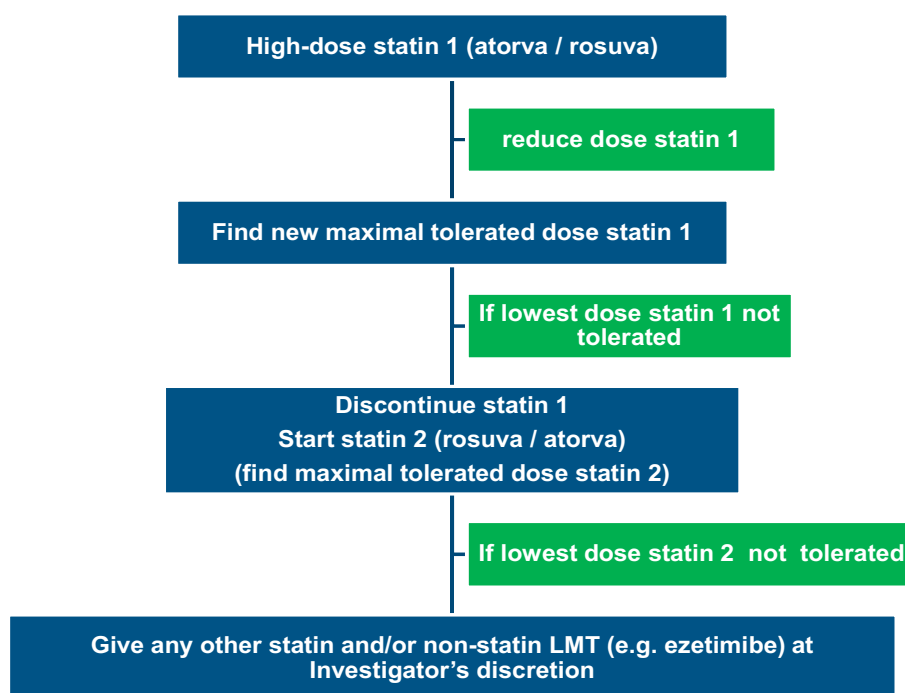 High-dose statin 1 (atorva / rosuva)
reduce dose statin 1
Find new maximal tolerated dose statin 1
If lowest dose statin 1 not
tolerated
Discontinue statin 1
Start statin 2 (rosuva / atorva)
(find maximal tolerated dose statin 2)
If lowest dose statin 2 not tolerated
Give any other statin and/or non-statin LMT (e.g. ezetimibe) at
Investigator’s discretion